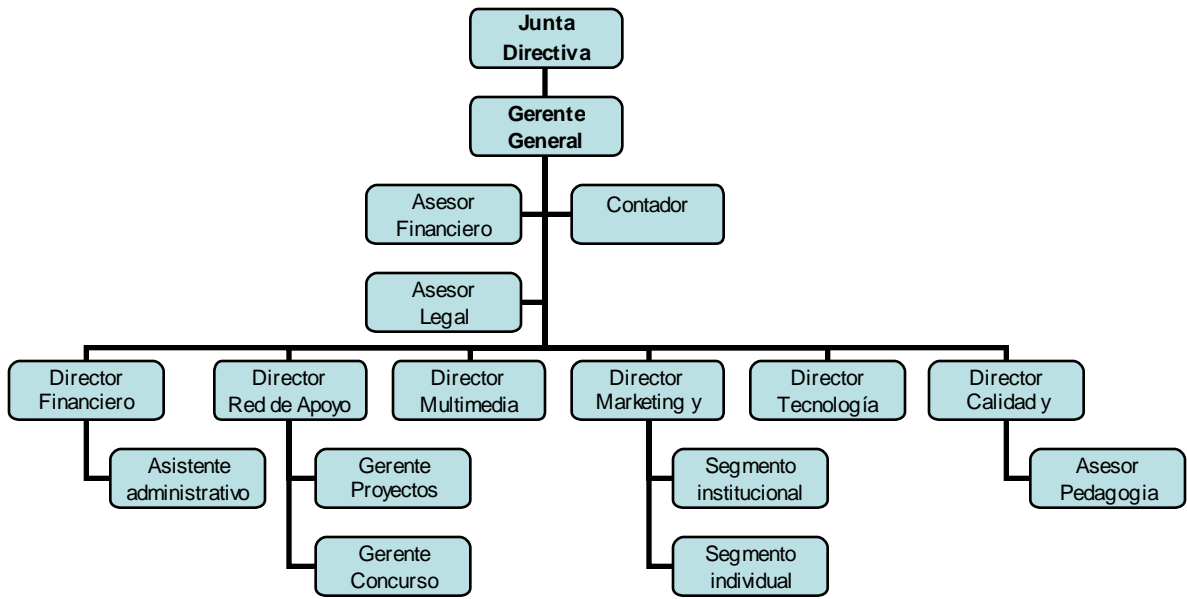 Junta
Directiva
Gerente
General
Asesor
Financiero
Contador
Asesor
Legal
Director
Financiero
Director
Red de Apoyo
Director
Multimedia
Director
Marketing y
Director
Tecnología
Director
Calidad y
Asistente
administrativo
Gerente
Proyectos
Segmento
institucional
Asesor
Pedagogia
Gerente
Concurso
Segmento
individual